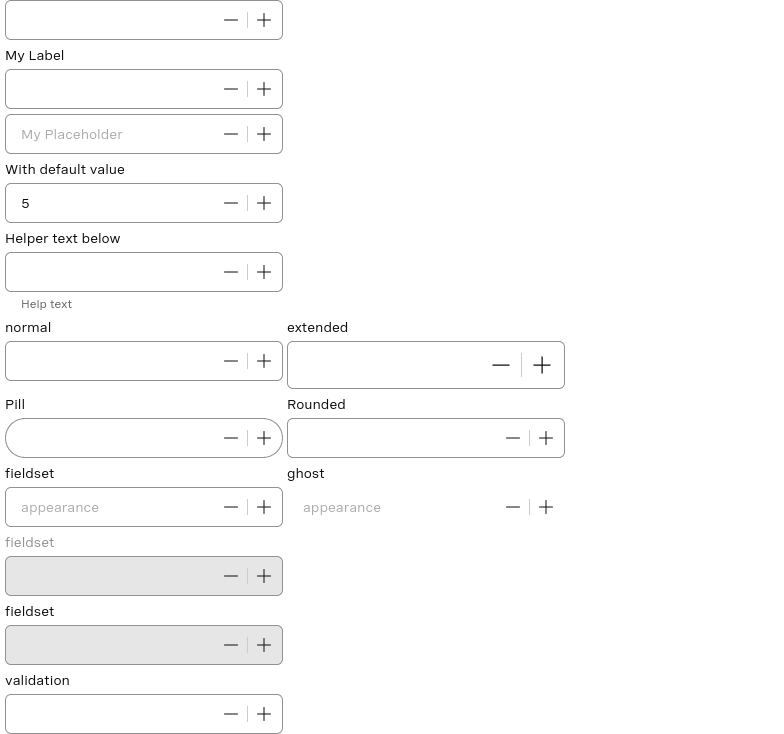 My Label
My Placeholder
With default value
5
Helper text below
Help text
normal
extended
Pill
Rounded
fieldset
ghost
appearance
appearance
fieldset
fieldset
validation